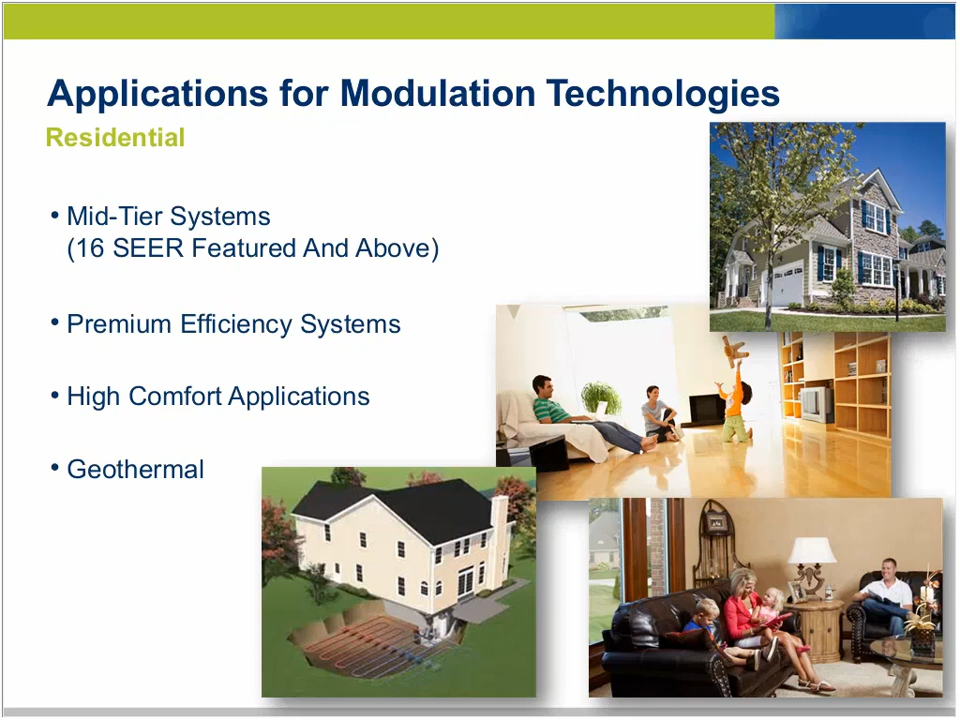 Applications for Modulation Technologies
Residential
• Mid-Tier Systems
(16 SEER Featured And Above)
• Premium Efficiency Systems
• High Comfort Applications
• Geothermal